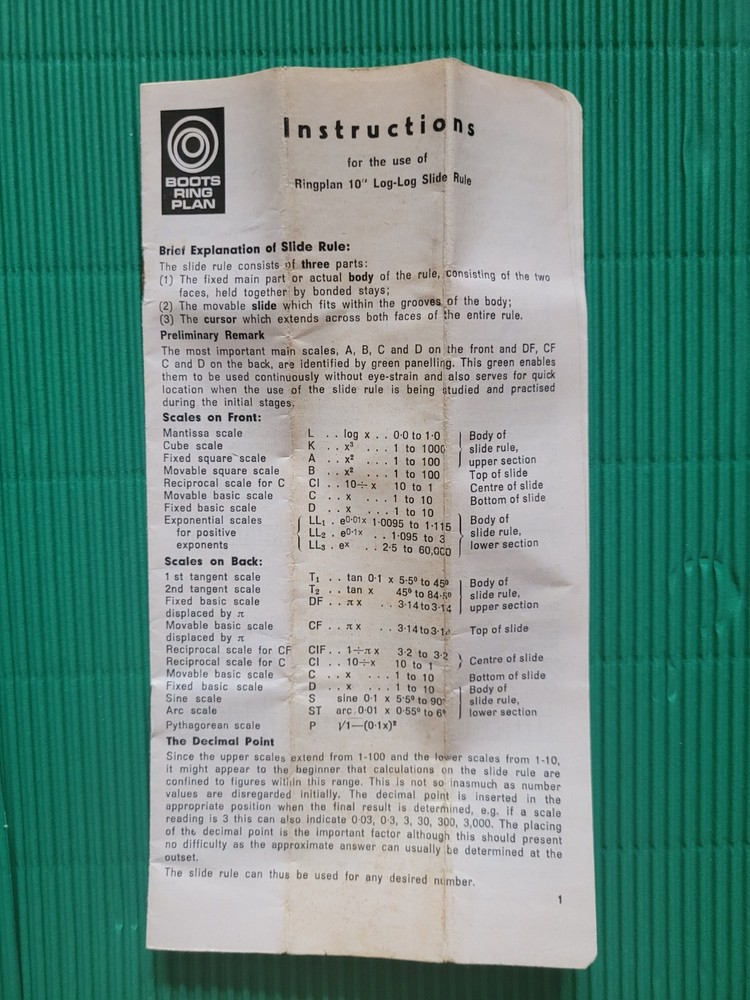 BOOTS
RING
PLAN
Instructions
for the use of
Ringplan 10" Log-Log Slide Rule
Brief Explanation of Slide Rule:
The slide rule consists of three parts:
(1) The fixed main part or actual body of the rule, consisting of the two
faces, held together by bonded stays;
(2) The movable slide which fits within the grooves of the body;
(3) The cursor which extends across both faces of the entire rule.
Preliminary Remark
The most important main scales, A, B, C and D on the front and DF, CF
C and D on the back, are identified by green panelling. This green enables
them to be used continuously without eye-strain and also serves for quick
location when the use of the slide rule is being studied and practised
during the initial stages.
Scales on Front:
Mantissa scale L . . log x . . 0·0 to 1·0 Body of
Cube scale K . . x³ . . . 1 to 1000 slide rule,
Fixed square scale A . . x² . . . 1 to 100 upper section
Movable square scale B . . x² . . . 1 to 100 Top of slide
Reciprocal scale for C CI . 10÷x 10 to 1 Centre of slide
Movable basic scale C . . x . . . 1 to 10 Bottom of slide
Fixed basic scale D . . x . . . 1 to 10
Exponential scales LL₁ . e⁰·⁰¹ˣ 1·0095 to 1·115 Body of
for positive LL₂ . e⁰·¹ˣ . . 1·095 to 3 slide rule,
exponents LL₃ . eˣ . . 2·5 to 60,000 lower section
Scales on Back:
1 st tangent scale T₁ . . tan 0·1 x 5·5° to 45° Body of
2nd tangent scale T₂ . . tan x 45° to 84·5° slide rule,
Fixed basic scale DF . . π x . . 3·14 to 3·14 upper section
displaced by π
Movable basic scale CF . . π x . . 3·14 to 3·14 Top of slide
displaced by π
Reciprocal scale for CF CIF . . 1÷π x 3·2 to 3·2 Centre of slide
Reciprocal scale for C CI . . 10÷x 10 to 1
Movable basic scale C . . x . . . 1 to 10 Bottom of slide
Fixed basic scale D . . x . . . 1 to 10 Body of
Sine scale S sine 0·1 x 5·5° to 90° slide rule,
Arc scale ST arc 0·01 x 0·55° to 6° lower section
Pythagorean scale P √1—(0·1x)²
The Decimal Point
Since the upper scales extend from 1-100 and the lower scales from 1-10,
it might appear to the beginner that calculations on the slide rule are
confined to figures within this range. This is not so inasmuch as number
values are disregarded initially. The decimal point is inserted in the
appropriate position when the final result is determined, e.g. if a scale
reading is 3 this can also indicate 0·03, 0·3, 3, 30, 300, 3,000. The placing
of the decimal point is the important factor although this should present
no difficulty as the approximate answer can usually be determined at the
outset.
The slide rule can thus be used for any desired number.
1